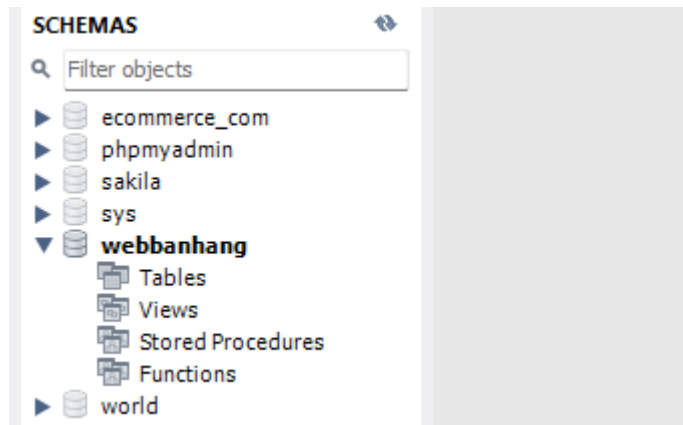 SCHEMAS
Filter objects
ecommerce_com
phpmyadmin
sakila
sys
webbanhang
Tables
Views
Stored Procedures
Functions
world